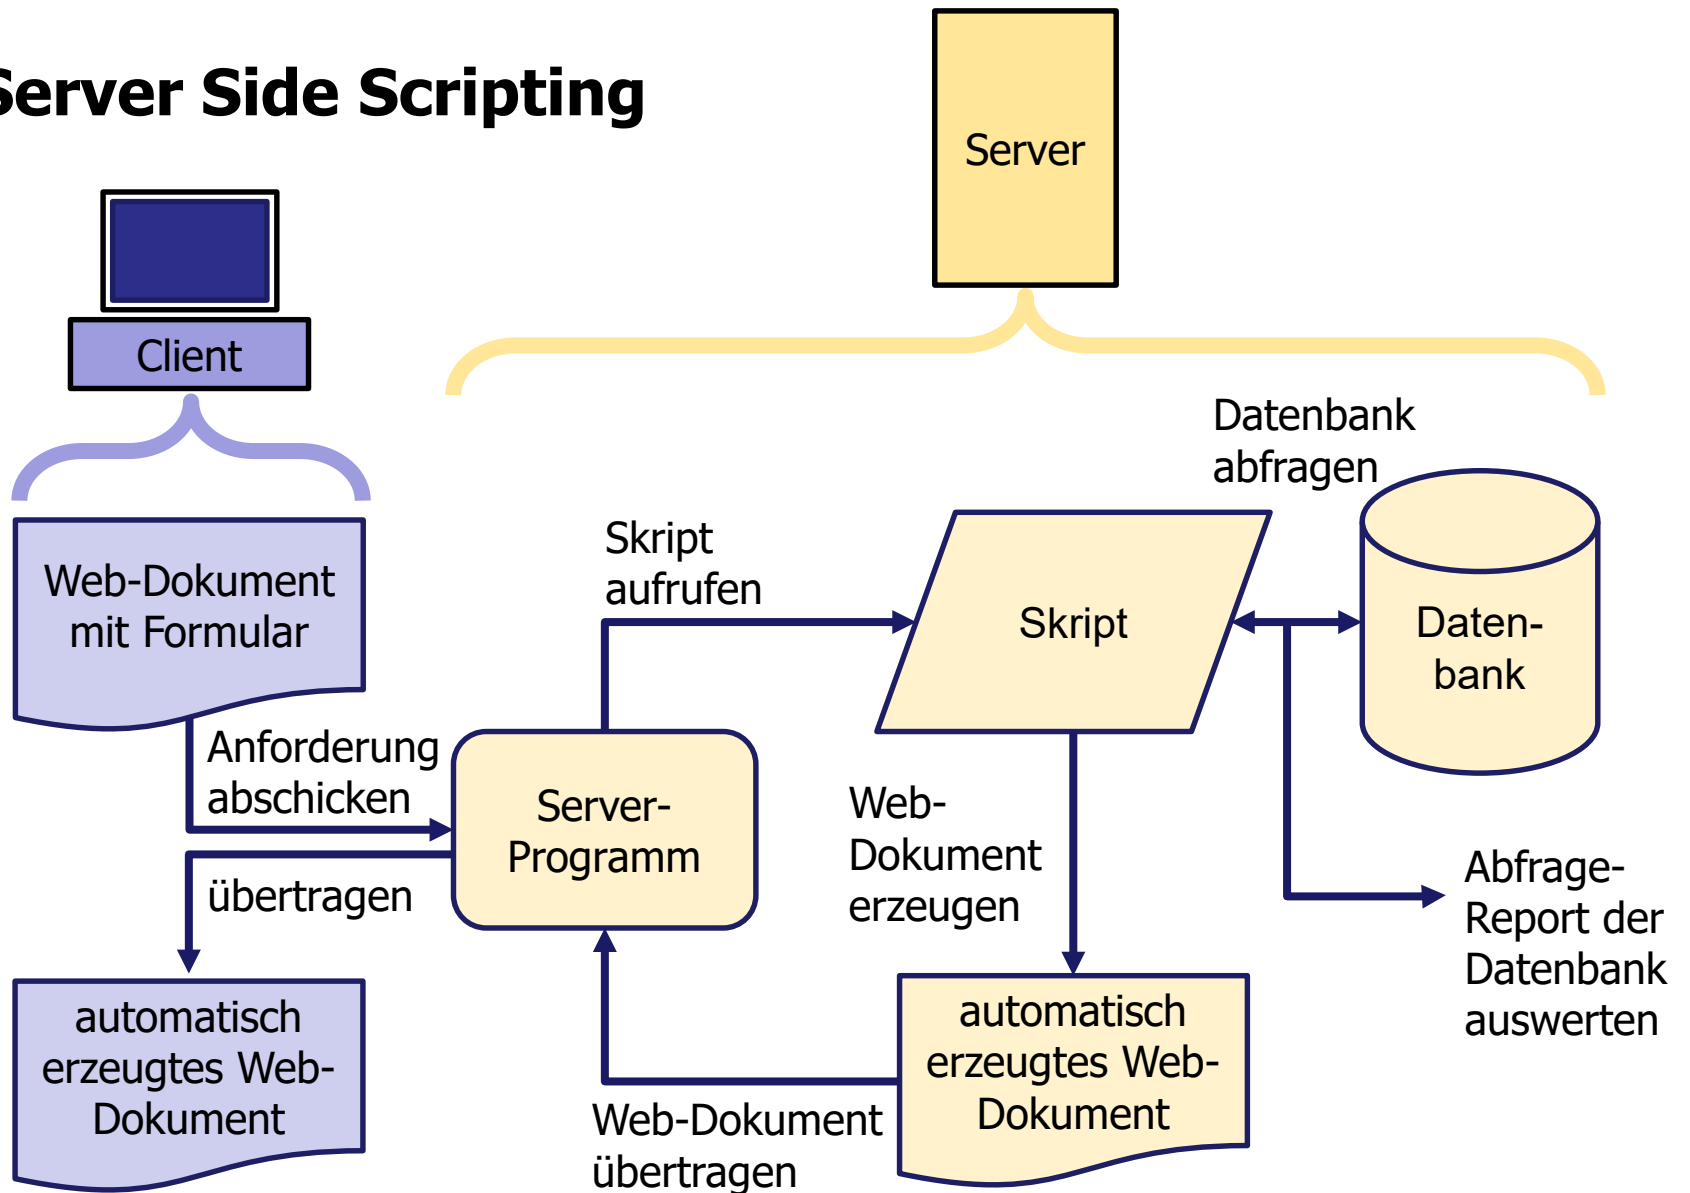 Server Side Scripting
Server
Client
Datenbank
abfragen
Web-Dokument
mit Formular
Skript
aufrufen
Skript
Daten-
bank
Anforderung
abschicken
Server-
Programm
Web-
Dokument
erzeugen
übertragen
Abfrage-
Report der
Datenbank
auswerten
automatisch
erzeugtes Web-
Dokument
automatisch
erzeugtes Web-
Dokument
Web-Dokument
übertragen